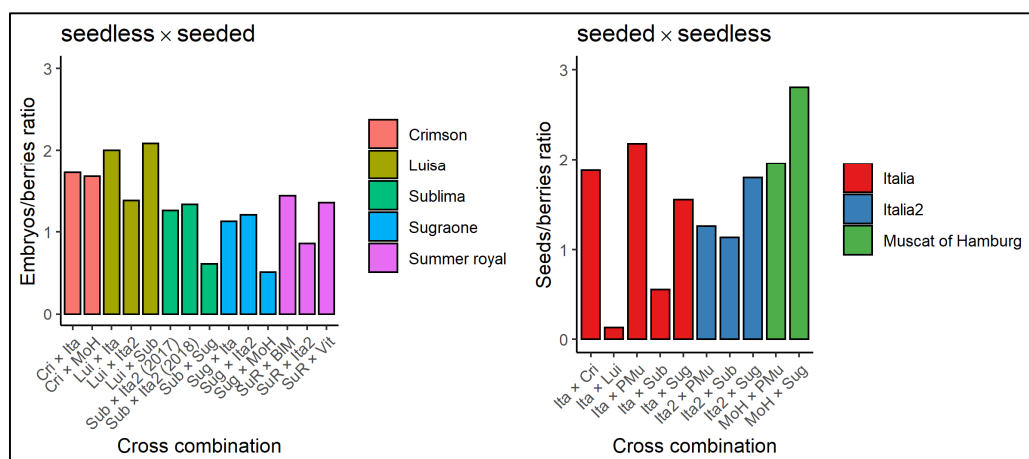 seedless × seeded
Embryos/berries ratio
3
2
1
0
Cri × Ita
Cri × MoH
Lui × Ita
Lui × Ita2
Lui × Sub
Sub × Ita2 (2017)
Sub × Ita2 (2018)
Sub × Sug
Sug × Ita
Sug × Ita2
Sug × MoH
SuR × BIM
SuR × Ita2
SuR × Vit
Cross combination
Crimson
Luisa
Sublima
Sugraone
Summer royal
seeded × seedless
Seeds/berries ratio
3
2
1
0
Ita × Cri
Ita × Lui
Ita × PMu
Ita × Sub
Ita × Sug
Ita2 × PMu
Ita2 × Sub
Ita2 × Sug
MoH × PMu
MoH × Sug
Cross combination
Italia
Italia2
Muscat of Hamburg